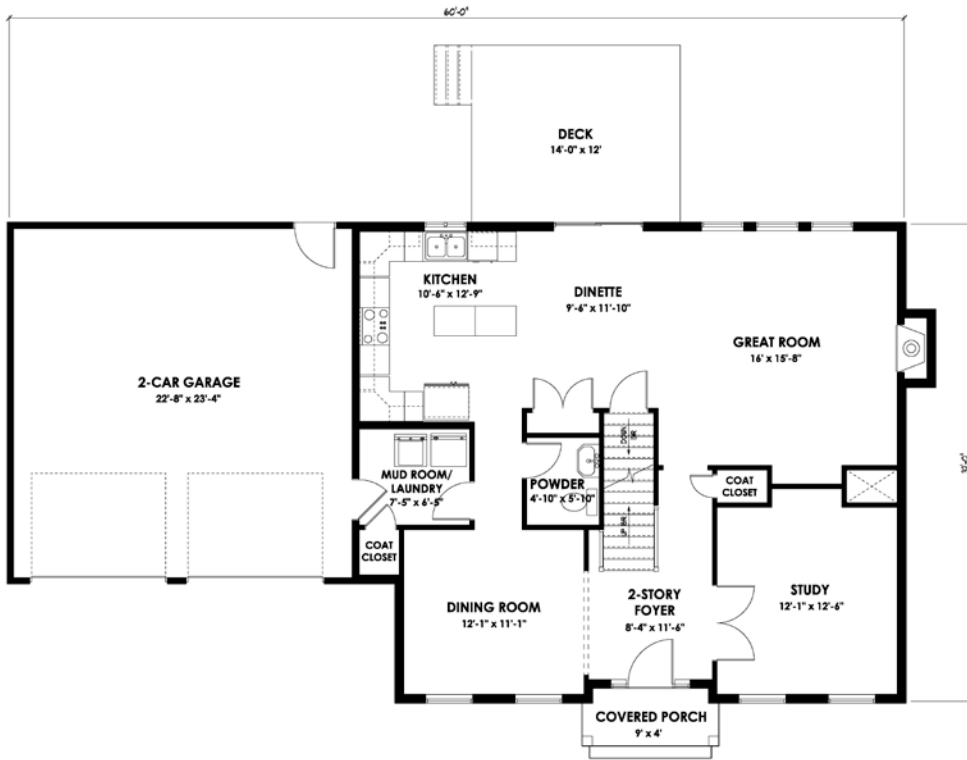 60'-0"
DECK
14'-0" x 12'
KITCHEN
10'-6" x 12'-9"
DINETTE
9'-6" x 11'-10"
GREAT ROOM
16' x 15'-8"
2-CAR GARAGE
22'-8" x 23'-4"
DOWN
MUD ROOM/
LAUNDRY
7'-5" x 6'-5"
POWDER
4'-10" x 5'-10"
COAT
CLOSET
UP
COAT
CLOSET
DINING ROOM
12'-1" x 11'-1"
2-STORY
FOYER
8'-4" x 11'-6"
STUDY
12'-1" x 12'-6"
COVERED PORCH
9' x 4'